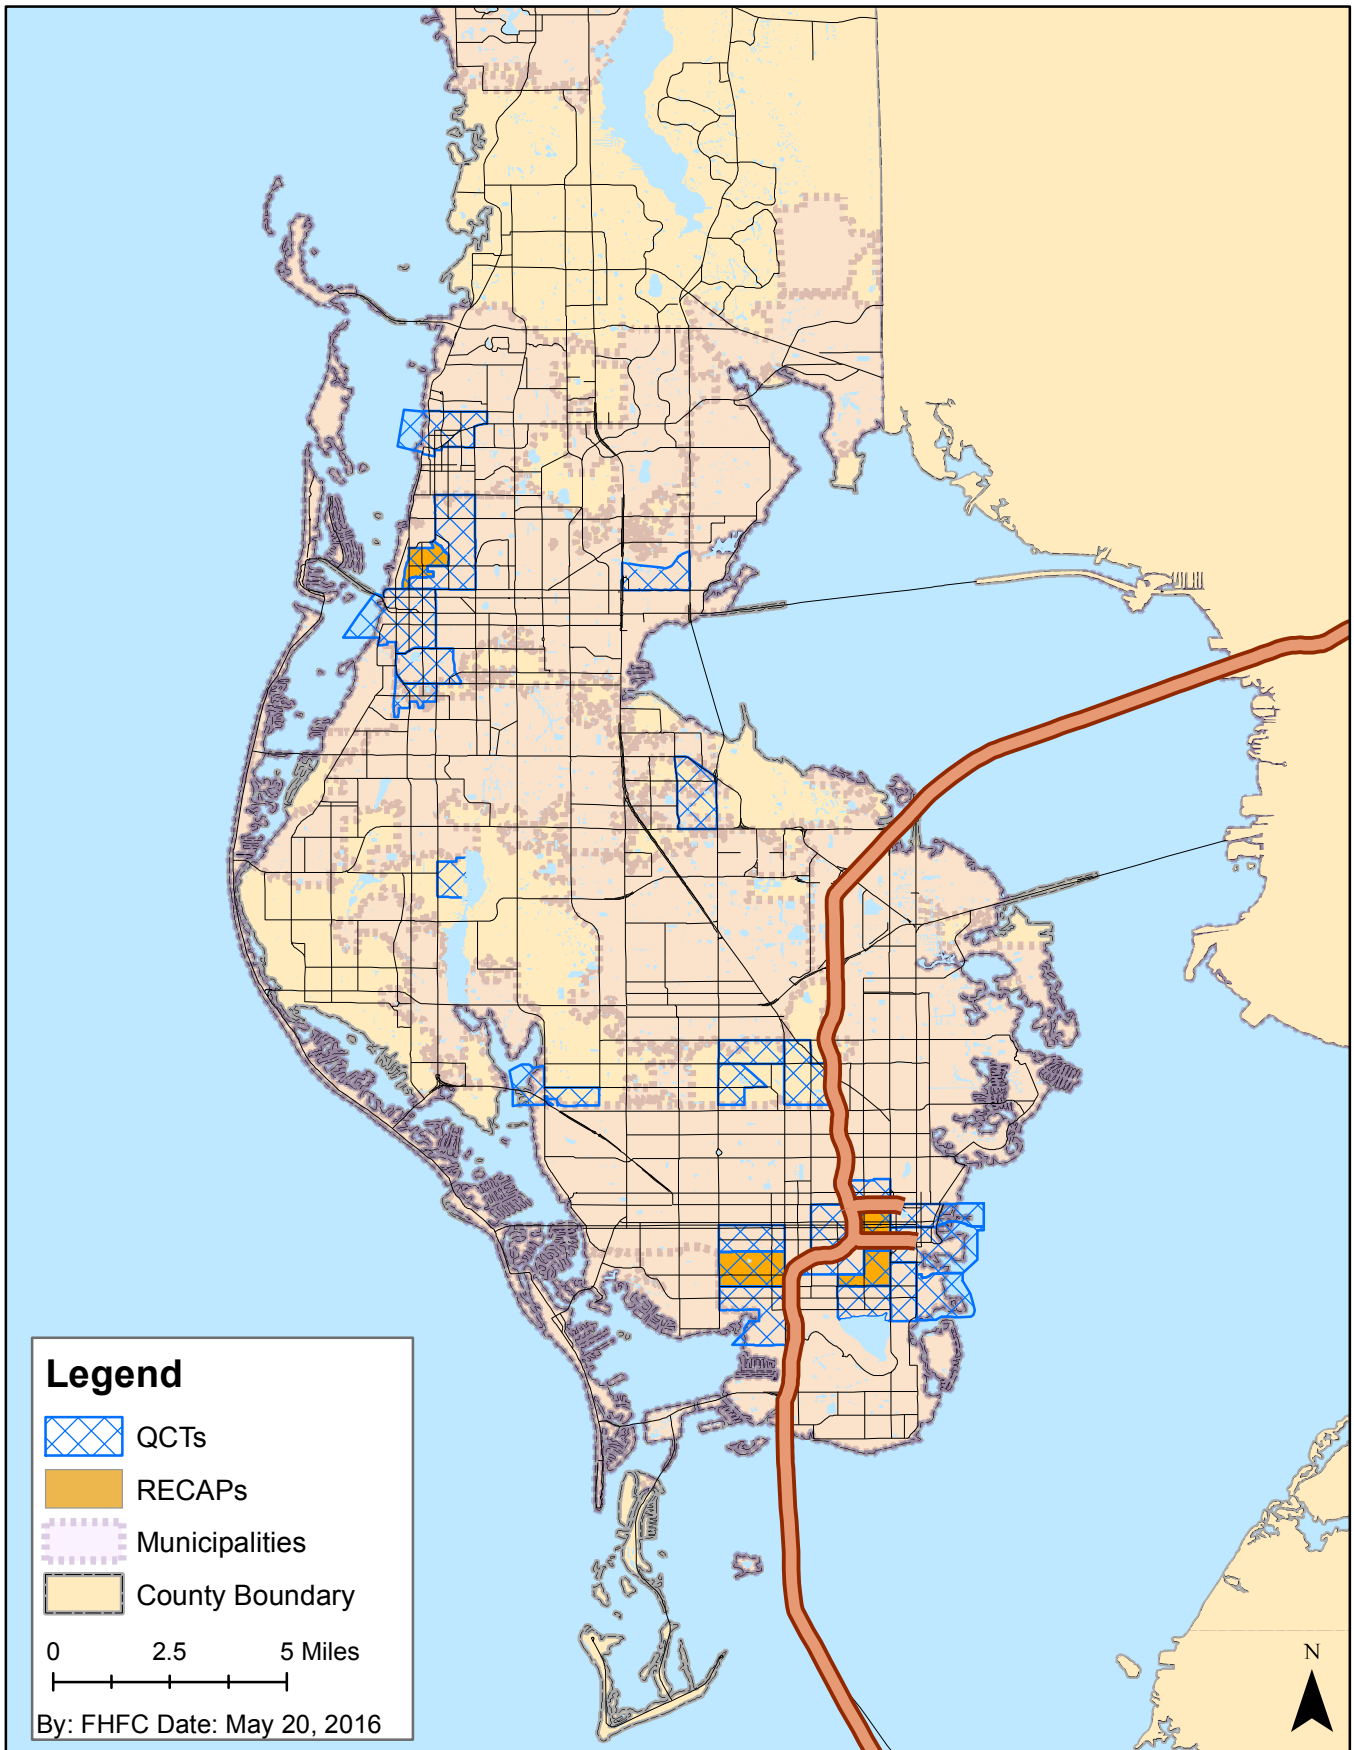 Legend
QCTs
RECAPs
Municipalities
County Boundary
0 2.5 5 Miles
By: FHFC Date: May 20, 2016
N